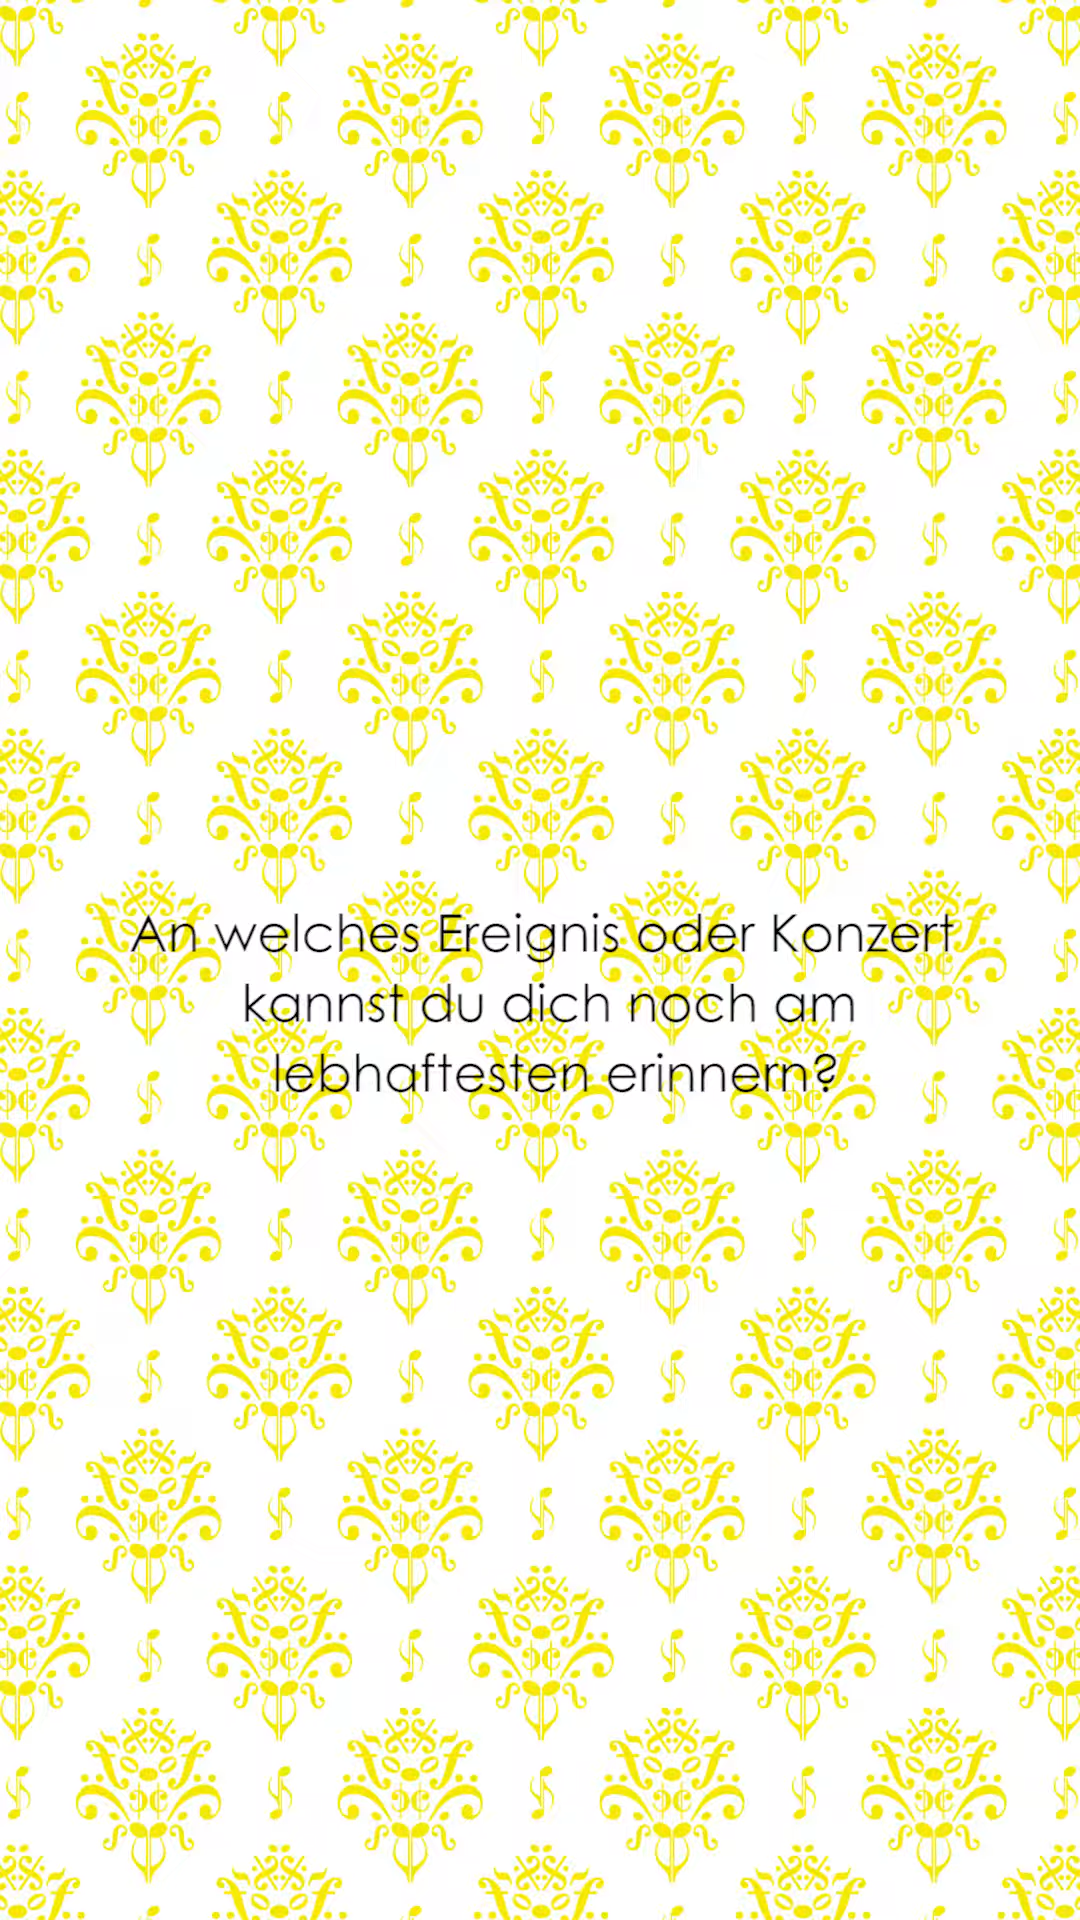 An welches Ereignis oder Konzert
kannst du dich noch am
lebhaftesten erinnern?